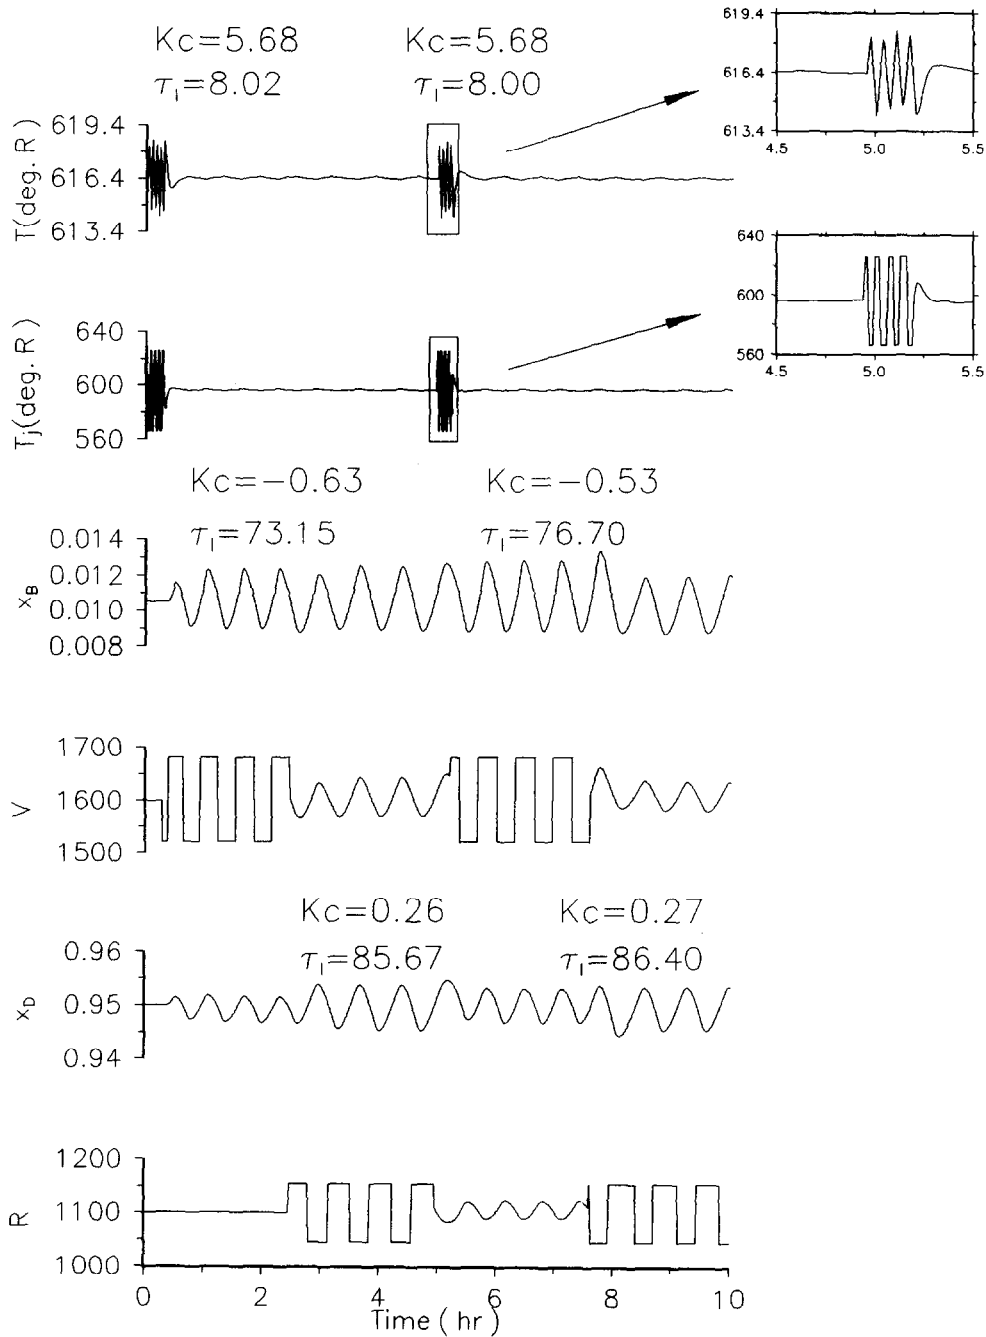 Kc=5.68 Kc=5.68
τI=8.02 τI=8.00
T(deg. R)
619.4
616.4
613.4
619.4
616.4
613.4
4.5 5.0 5.5
Tj(deg. R)
640
600
560
640
600
560
4.5 5.0 5.5
Kc=−0.63 Kc=−0.53
τI=73.15 τI=76.70
xB
0.014
0.012
0.010
0.008
V
1700
1600
1500
Kc=0.26 Kc=0.27
τI=85.67 τI=86.40
xD
0.96
0.95
0.94
R
1200
1100
1000
0 2 4 6 8 10
Time(hr)